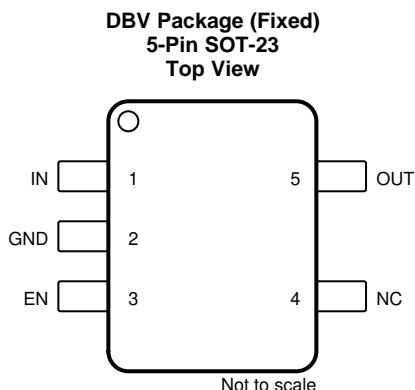 DBV Package (Fixed)
5-Pin SOT-23
Top View
IN 1 5 OUT
GND 2
EN 3 4 NC
Not to scale